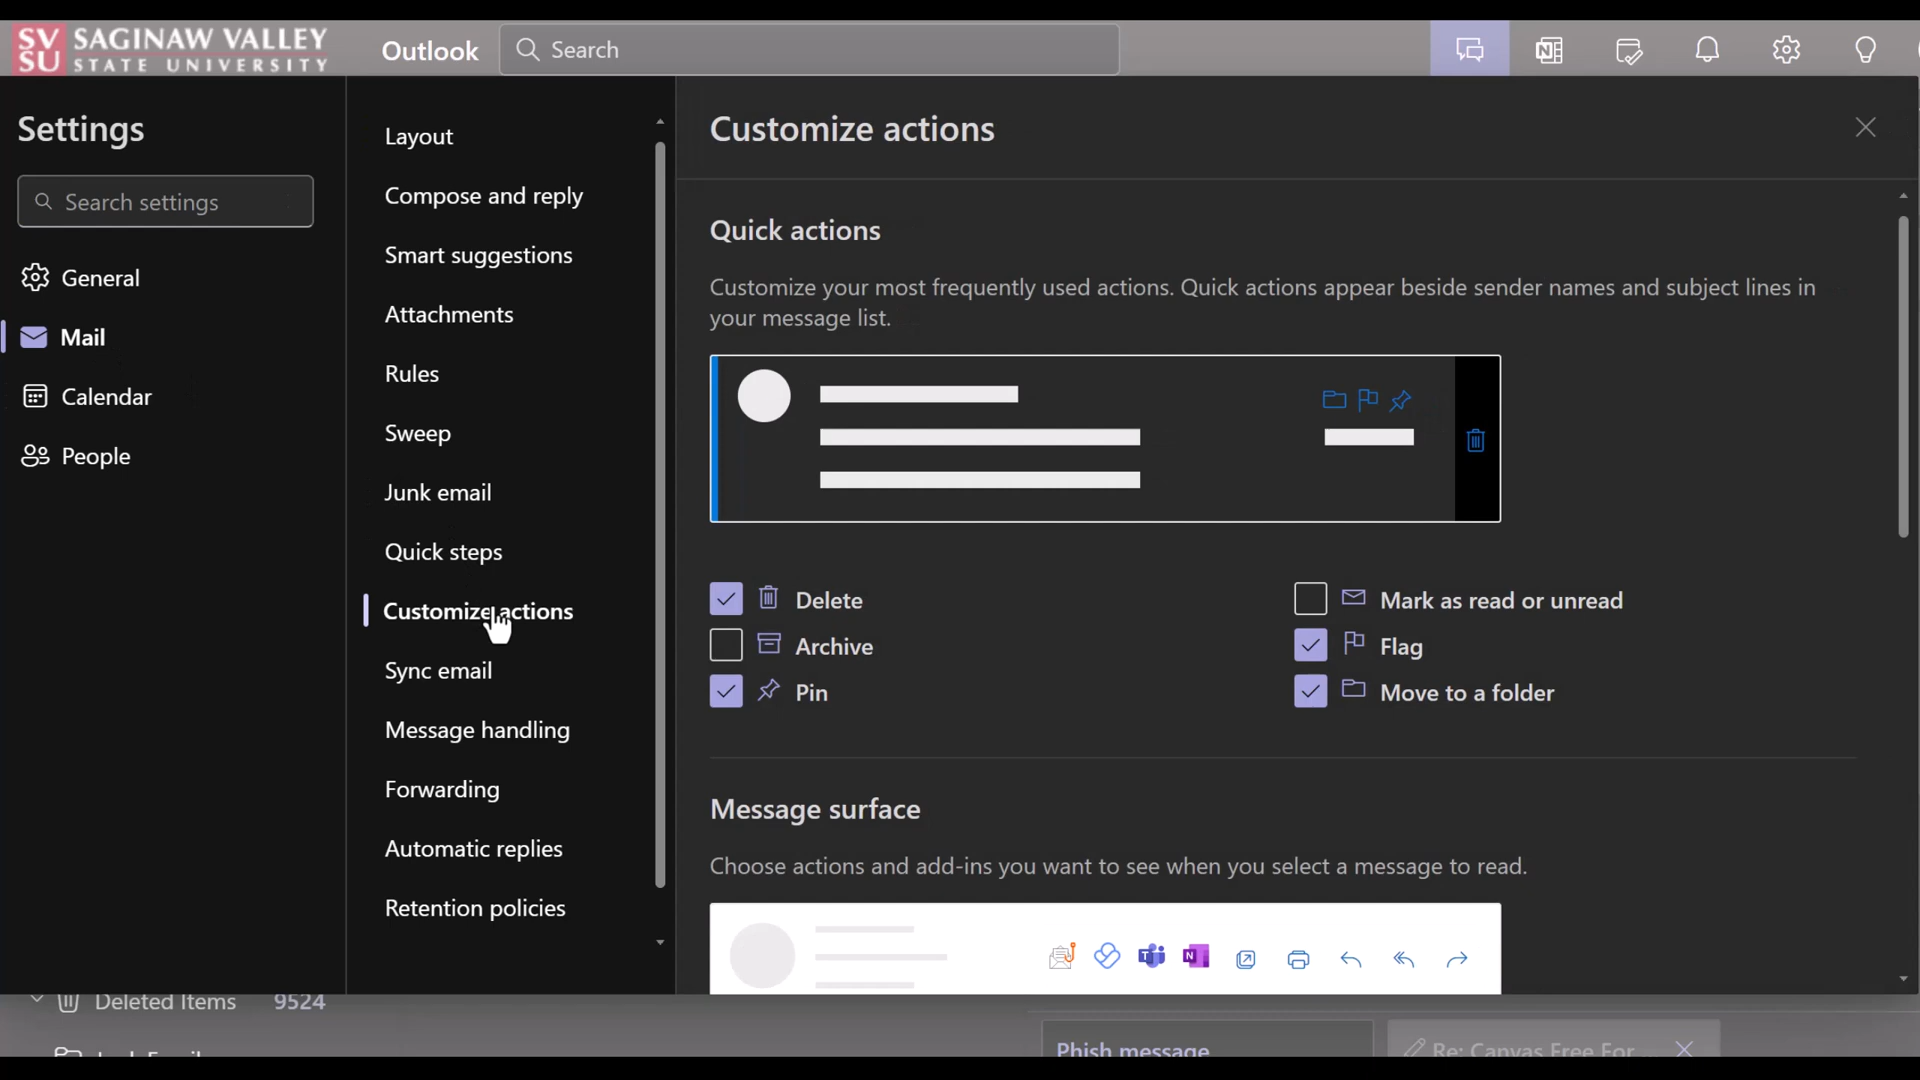 SV SU SAGINAW VALLEY
STATE UNIVERSITY
Outlook
Search
Settings
Search settings
General
Mail
Calendar
People
Layout
Compose and reply
Smart suggestions
Attachments
Rules
Sweep
Junk email
Quick steps
Customize actions
Sync email
Message handling
Forwarding
Automatic replies
Retention policies
Customize actions
Quick actions
Customize your most frequently used actions. Quick actions appear beside sender names and subject lines in
your message list.
Delete
Mark as read or unread
Archive
Flag
Pin
Move to a folder
Message surface
Choose actions and add-ins you want to see when you select a message to read.
Deleted Items 9524
Phish message
Re: Canvas Free For